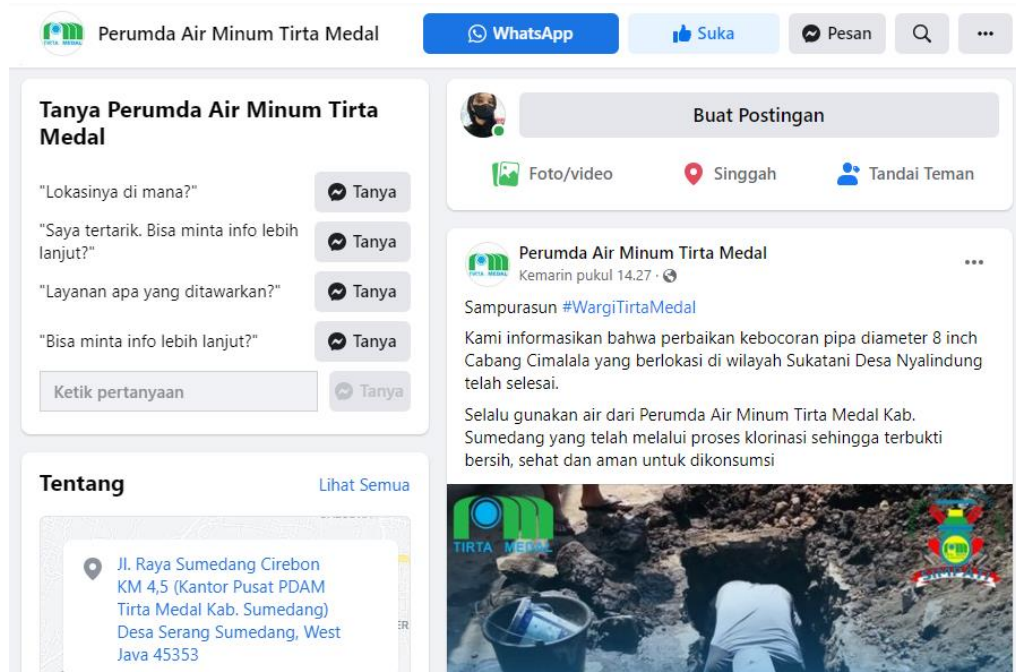 Perumda Air Minum Tirta Medal
WhatsApp
Suka
Pesan
Tanya Perumda Air Minum Tirta
Medal
"Lokasinya di mana?"
Tanya
"Saya tertarik. Bisa minta info lebih
lanjut?"
Tanya
"Layanan apa yang ditawarkan?"
Tanya
"Bisa minta info lebih lanjut?"
Tanya
Ketik pertanyaan
Tanya
Tentang
Lihat Semua
Jl. Raya Sumedang Cirebon
KM 4,5 (Kantor Pusat PDAM
Tirta Medal Kab. Sumedang)
Desa Serang Sumedang, West
Java 45353
Buat Postingan
Foto/video
Singgah
Tandai Teman
Perumda Air Minum Tirta Medal
Kemarin pukul 14.27 ·
Sampurasun #WargiTirtaMedal
Kami informasikan bahwa perbaikan kebocoran pipa diameter 8 inch
Cabang Cimalala yang berlokasi di wilayah Sukatani Desa Nyalindung
telah selesai.
Selalu gunakan air dari Perumda Air Minum Tirta Medal Kab.
Sumedang yang telah melalui proses klorinasi sehingga terbukti
bersih, sehat dan aman untuk dikonsumsi
TIRTA MEDAL
SIMPATI